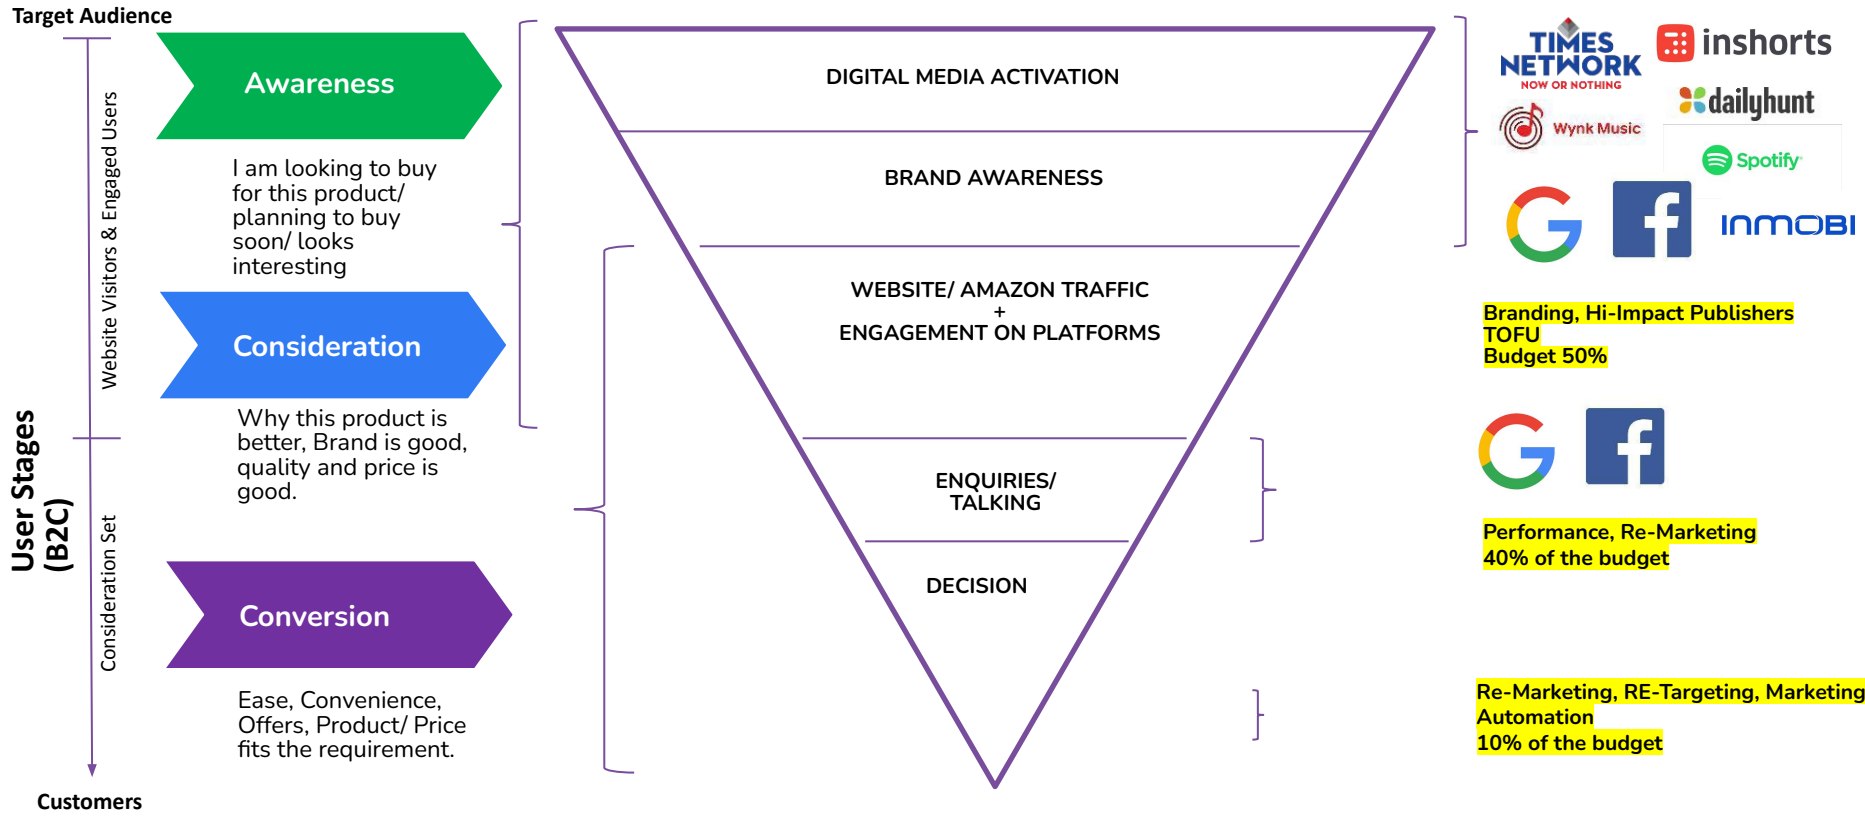 Target Audience
Website Visitors & Engaged Users
User Stages
(B2C)
Consideration Set
Customers
Awareness
I am looking to buy
for this product/
planning to buy
soon/ looks
interesting
Consideration
Why this product is
better, Brand is good,
quality and price is
good.
Conversion
Ease, Convenience,
Offers, Product/ Price
fits the requirement.
DIGITAL MEDIA ACTIVATION
BRAND AWARENESS
WEBSITE/ AMAZON TRAFFIC
+
ENGAGEMENT ON PLATFORMS
ENQUIRIES/
TALKING
DECISION
TIMES
NETWORK
NOW OR NOTHING
inshorts
dailyhunt
Wynk Music
Spotify
G
f
INMOBI
Branding, Hi-Impact Publishers
TOFU
Budget 50%
G
f
Performance, Re-Marketing
40% of the budget
Re-Marketing, RE-Targeting, Marketing
Automation
10% of the budget